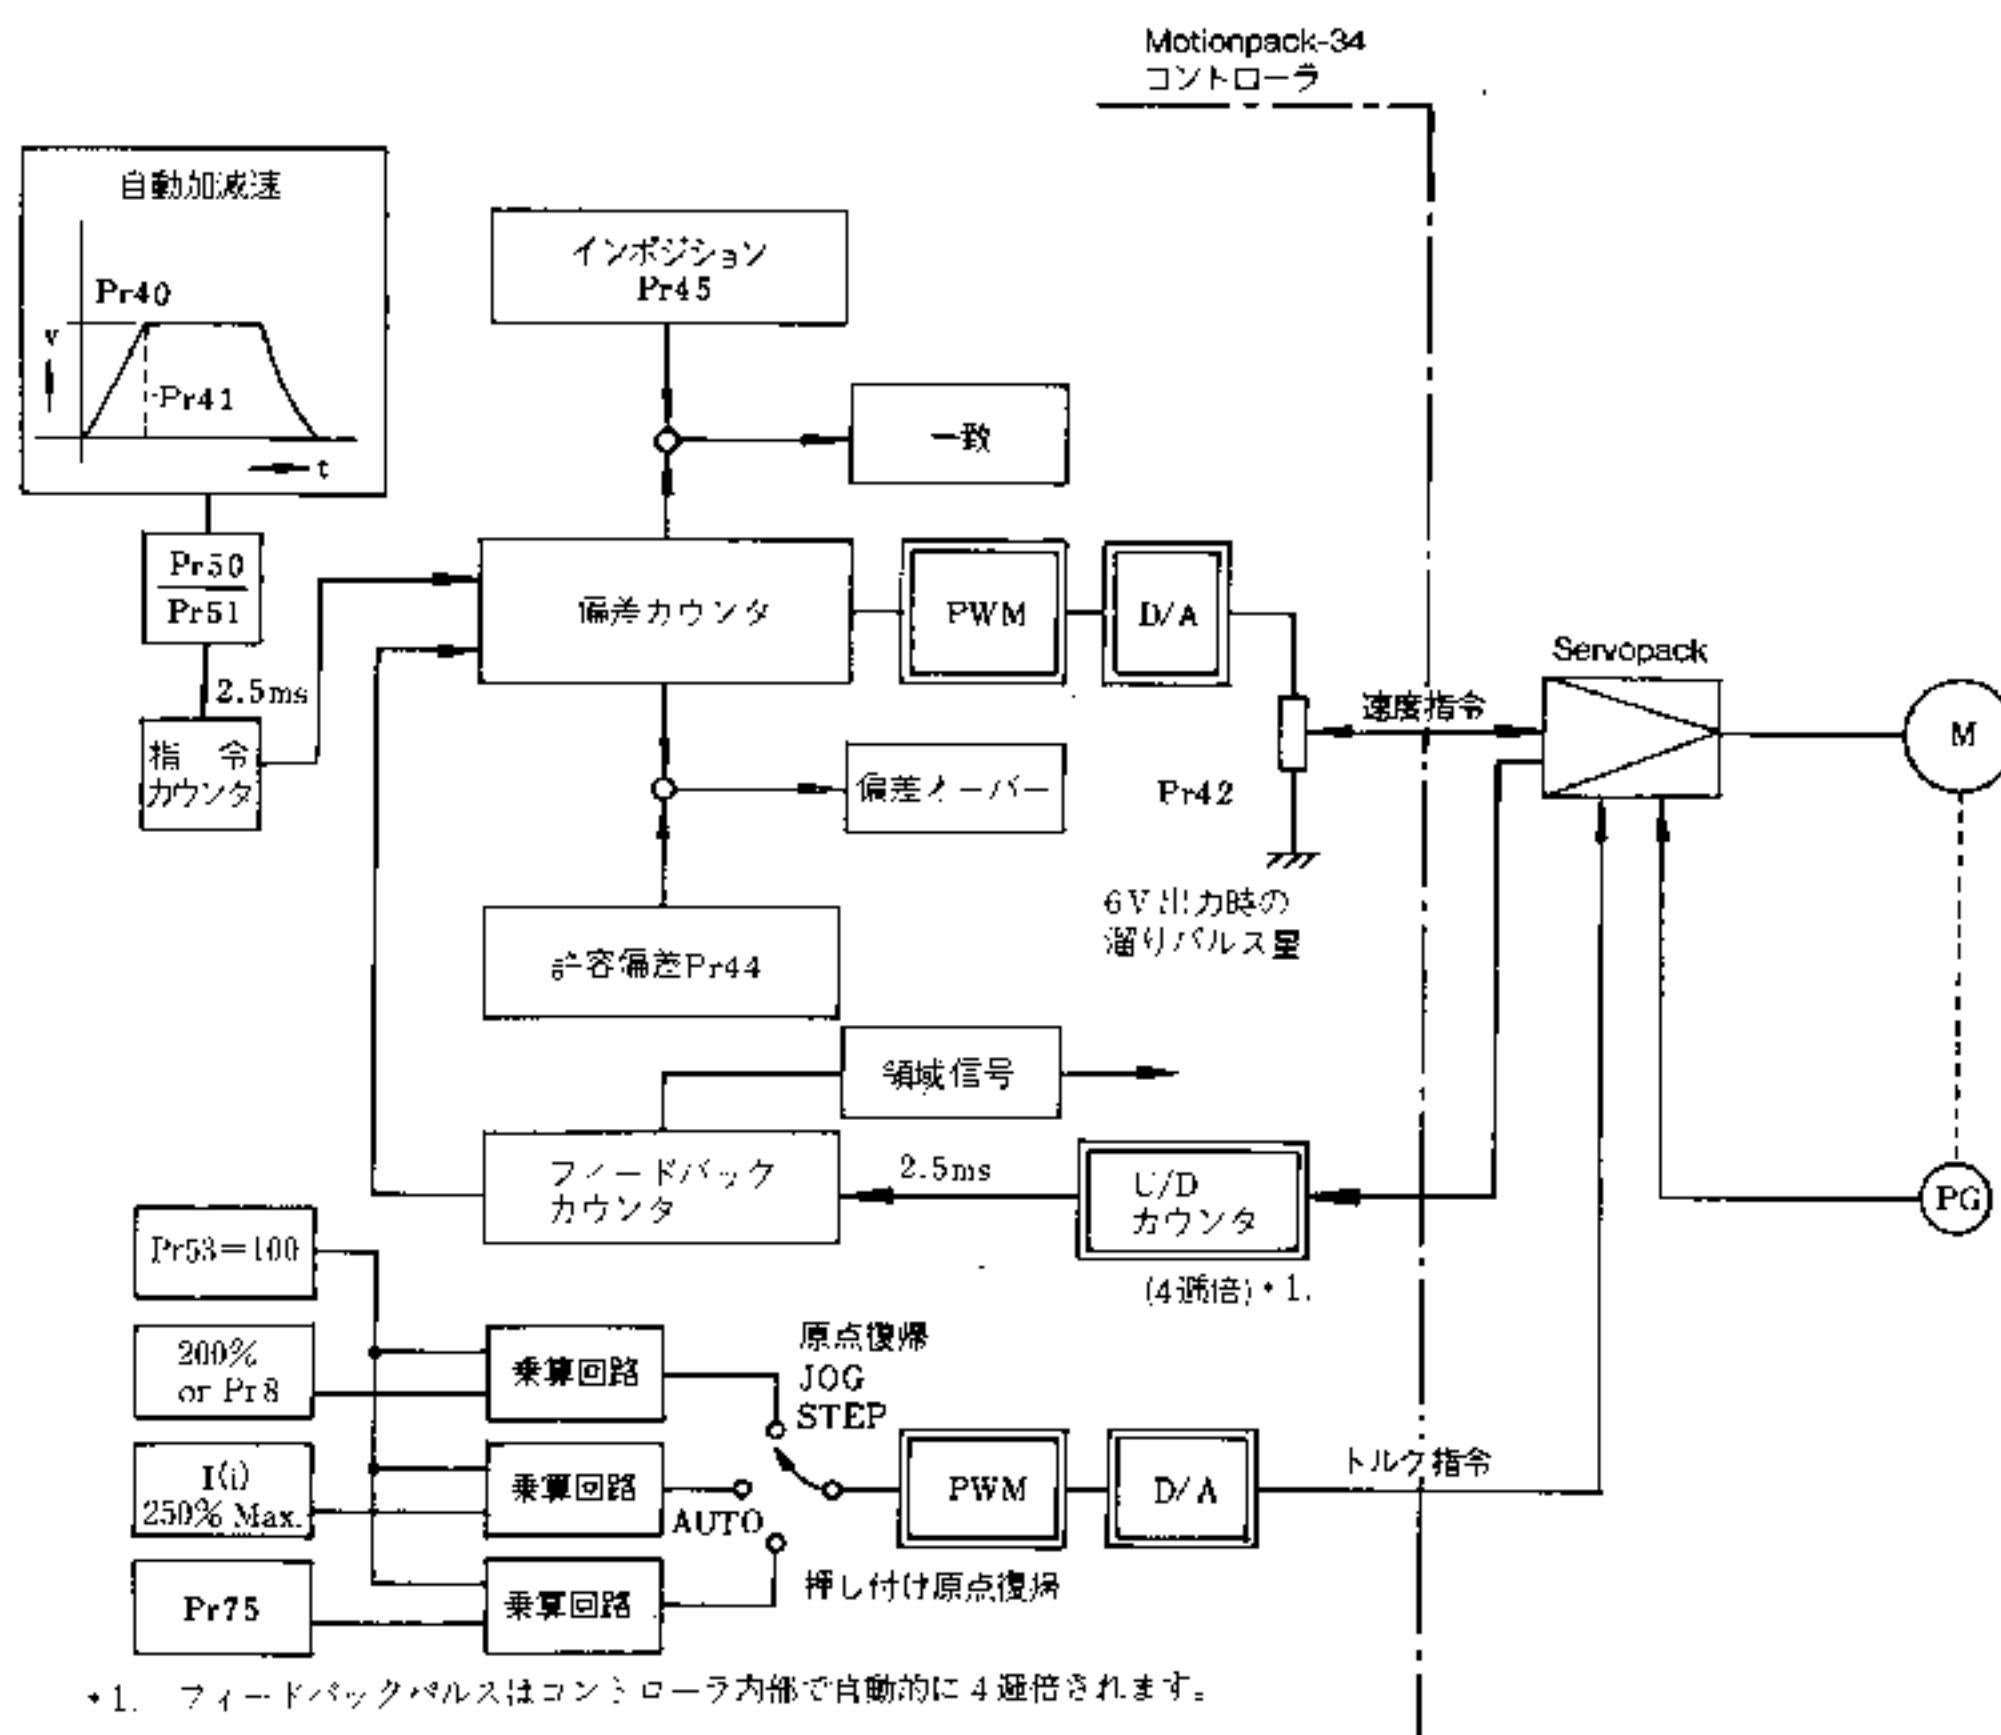 Motionpack-34
コントローラ
自動加減速
Pr40
v
Pr41
t
インポジション
Pr45
一致
Pr50
Pr51
2.5ms
指 令
カウンタ
偏差カウンタ
PWM
D/A
Servopack
速度指令
M
Pr42
偏差オーバー
6V出力時の
溜りパルス量
許容偏差Pr44
領域信号
フィードバック
カウンタ
2.5ms
U/D
カウンタ
(4逓倍)*1.
PG
Pr53=100
200%
or Pr8
乗算回路
原点復帰
JOG
STEP
I(i)
250% Max.
乗算回路
AUTO
PWM
D/A
トルク指令
Pr75
乗算回路
押し付け原点復帰
*1. フィードバックパルスはコントローラ内部で自動的に4逓倍されます。